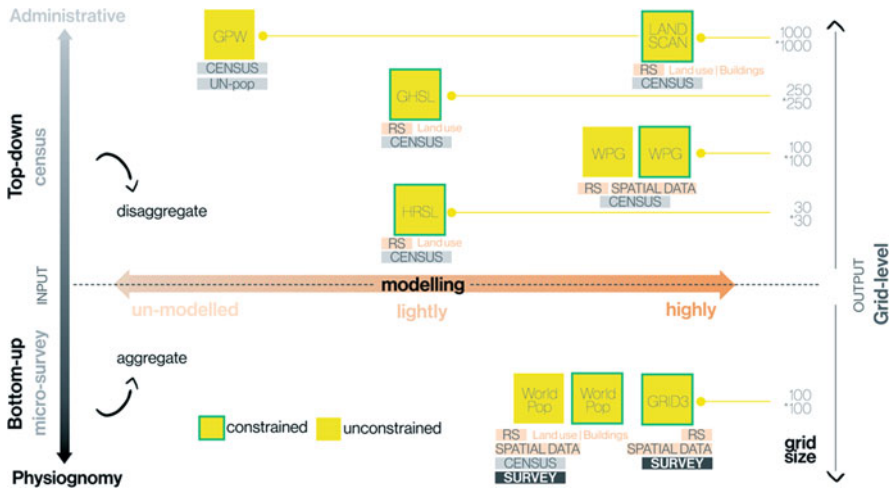 Administrative
GPW
CENSUS
UN-pop
LAND
SCAN
RS Land use | Buildings
CENSUS
1000
*1000
GHSL
RS Land use
CENSUS
250
*250
WPG
WPG
RS SPATIAL DATA
CENSUS
100
*100
HRSL
RS Land use
CENSUS
30
*30
Top-down
census
disaggregate
INPUT
modelling
un-modelled
lightly
highly
OUTPUT
Grid-level
Bottom-up
micro-survey
aggregate
World
Pop
World
Pop
RS Land use | Buildings
SPATIAL DATA
CENSUS
SURVEY
GRID3
RS
SPATIAL DATA
SURVEY
100
*100
constrained
unconstrained
grid
size
Physiognomy